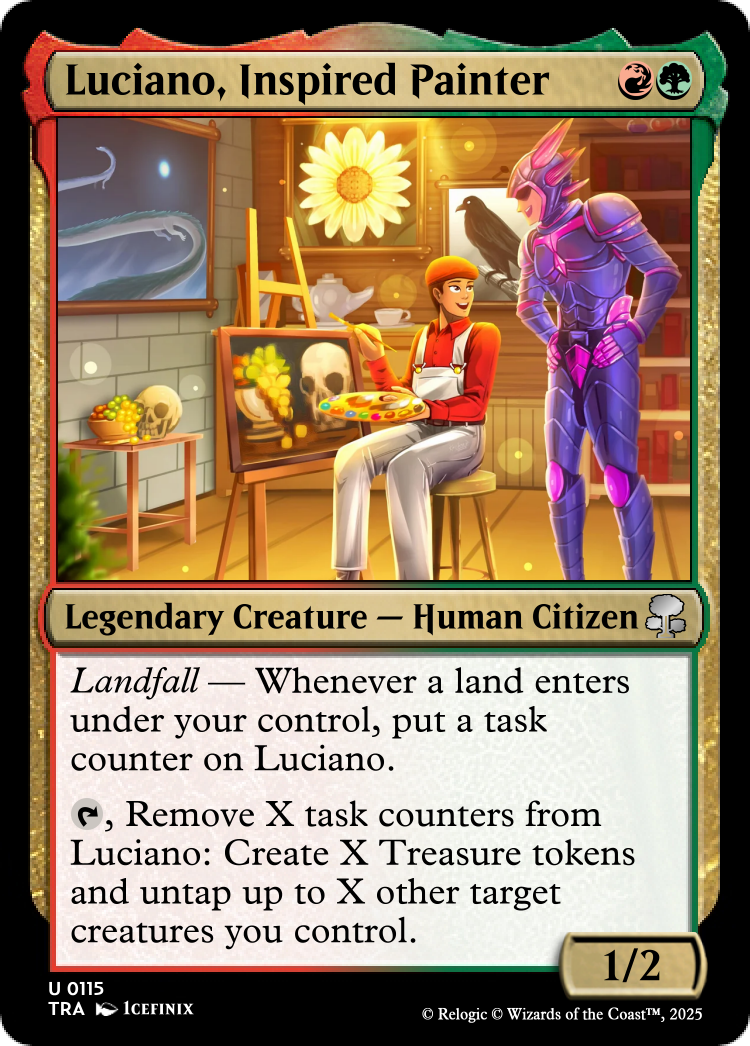 Luciano, Inspired Painter
Legendary Creature — Human Citizen
Landfall — Whenever a land enters
under your control, put a task
counter on Luciano.
, Remove X task counters from
Luciano: Create X Treasure tokens
and untap up to X other target
creatures you control.
1/2
U 0115
TRA Icefinix
© Relogic © Wizards of the Coast™, 2025